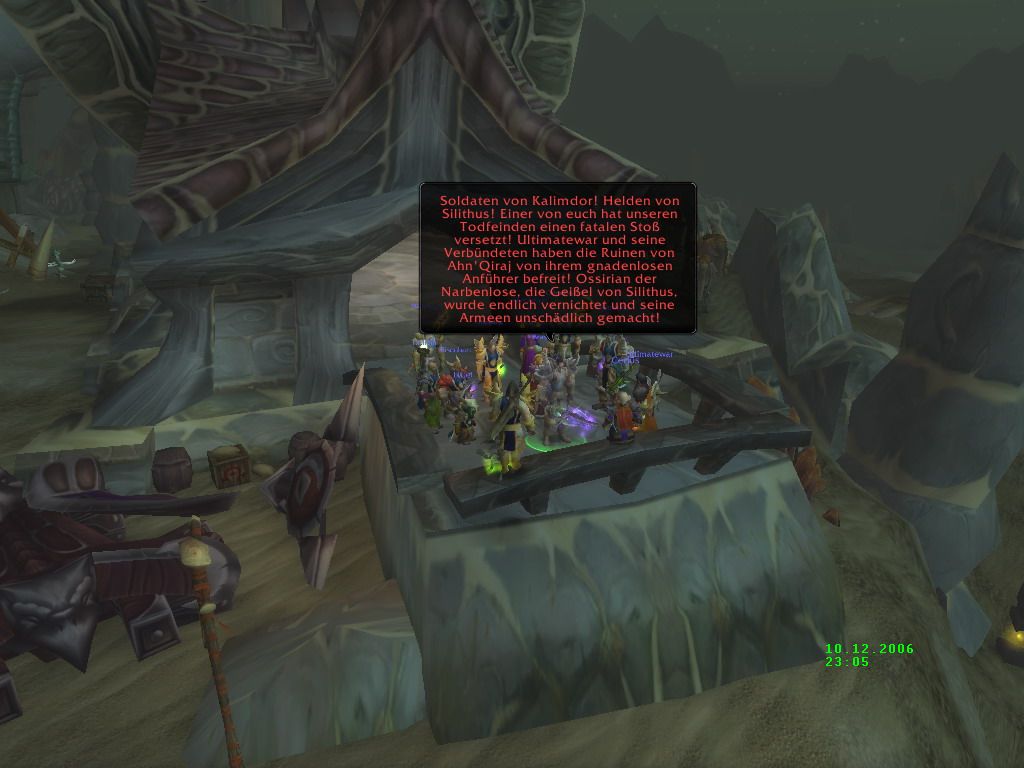 Soldaten von Kalimdor! Helden von
Silithus! Einer von euch hat unseren
Todfeinden einen fatalen Stoß
versetzt! Ultimatewar und seine
Verbündeten haben die Ruinen von
Ahn'Qiraj von ihrem gnadenlosen
Anführer befreit! Ossirian der
Narbenlose, die Geißel von Silithus,
wurde endlich vernichtet und seine
Armeen unschädlich gemacht!
Ultimatewar
10.12.2006
23:05